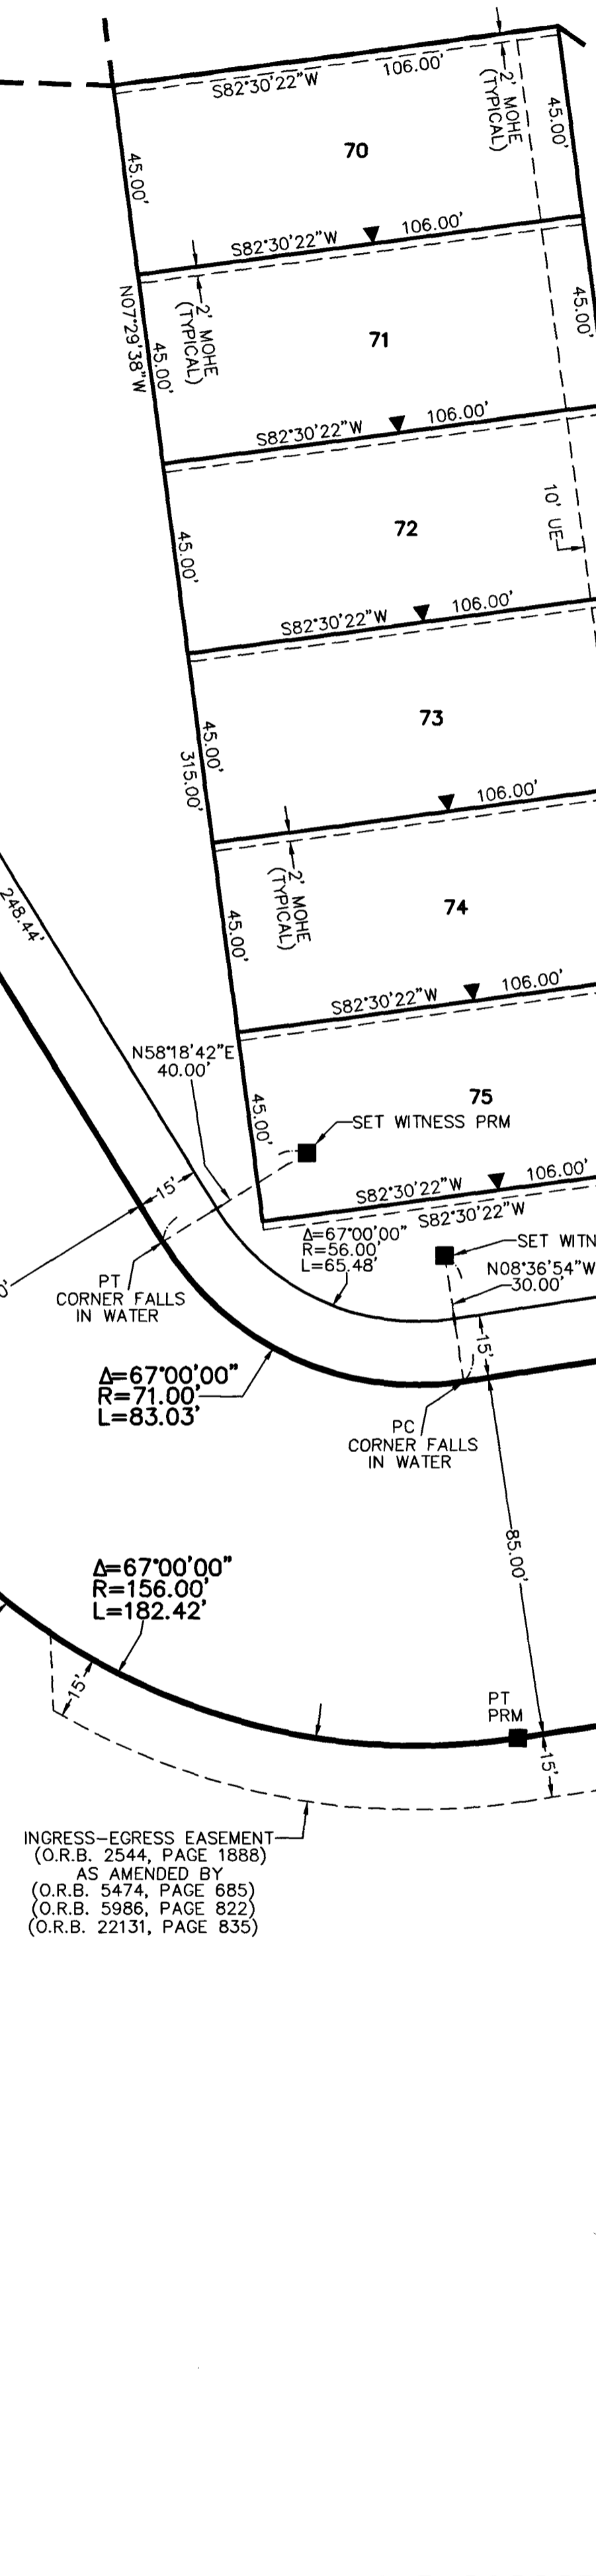 S82°30'22"W 106.00'
2' MOHE
(TYPICAL)
45.00'
70
45.00'
S82°30'22"W 106.00'
2' MOHE
(TYPICAL)
N07°29'38"W
45.00'
71
45.00'
S82°30'22"W 106.00'
45.00'
72
10' UE
S82°30'22"W 106.00'
45.00'
73
315.00'
106.00'
2' MOHE
(TYPICAL)
248.44'
45.00'
74
S82°30'22"W 106.00'
N58°18'42"E
40.00'
45.00'
75
SET WITNESS PRM
15'
S82°30'22"W 106.00'
S82°30'22"W
Δ=67°00'00"
R=56.00'
L=65.48'
SET WITN
N08°36'54"W
30.00'
PT
CORNER FALLS
IN WATER
15'
Δ=67°00'00"
R=71.00'
L=83.03'
PC
CORNER FALLS
IN WATER
85.00'
Δ=67°00'00"
R=156.00'
L=182.42'
15'
PT
PRM
15'
INGRESS-EGRESS EASEMENT
(O.R.B. 2544, PAGE 1888)
AS AMENDED BY
(O.R.B. 5474, PAGE 685)
(O.R.B. 5986, PAGE 822)
(O.R.B. 22131, PAGE 835)